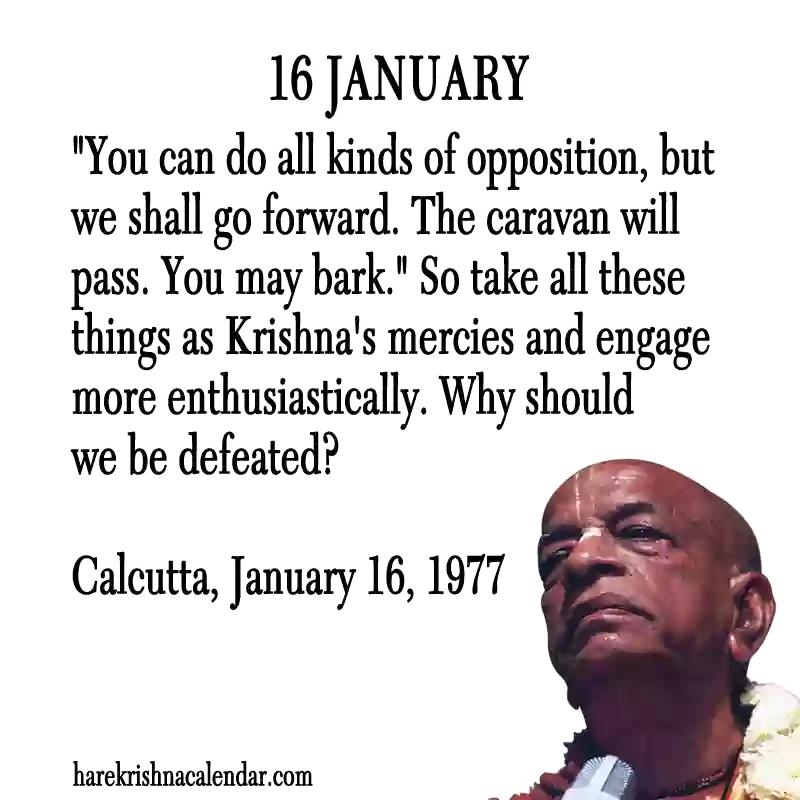 16 JANUARY
"You can do all kinds of opposition, but
we shall go forward. The caravan will
pass. You may bark." So take all these
things as Krishna's mercies and engage
more enthusiastically. Why should
we be defeated?
Calcutta, January 16, 1977
harekrishnacalendar.com